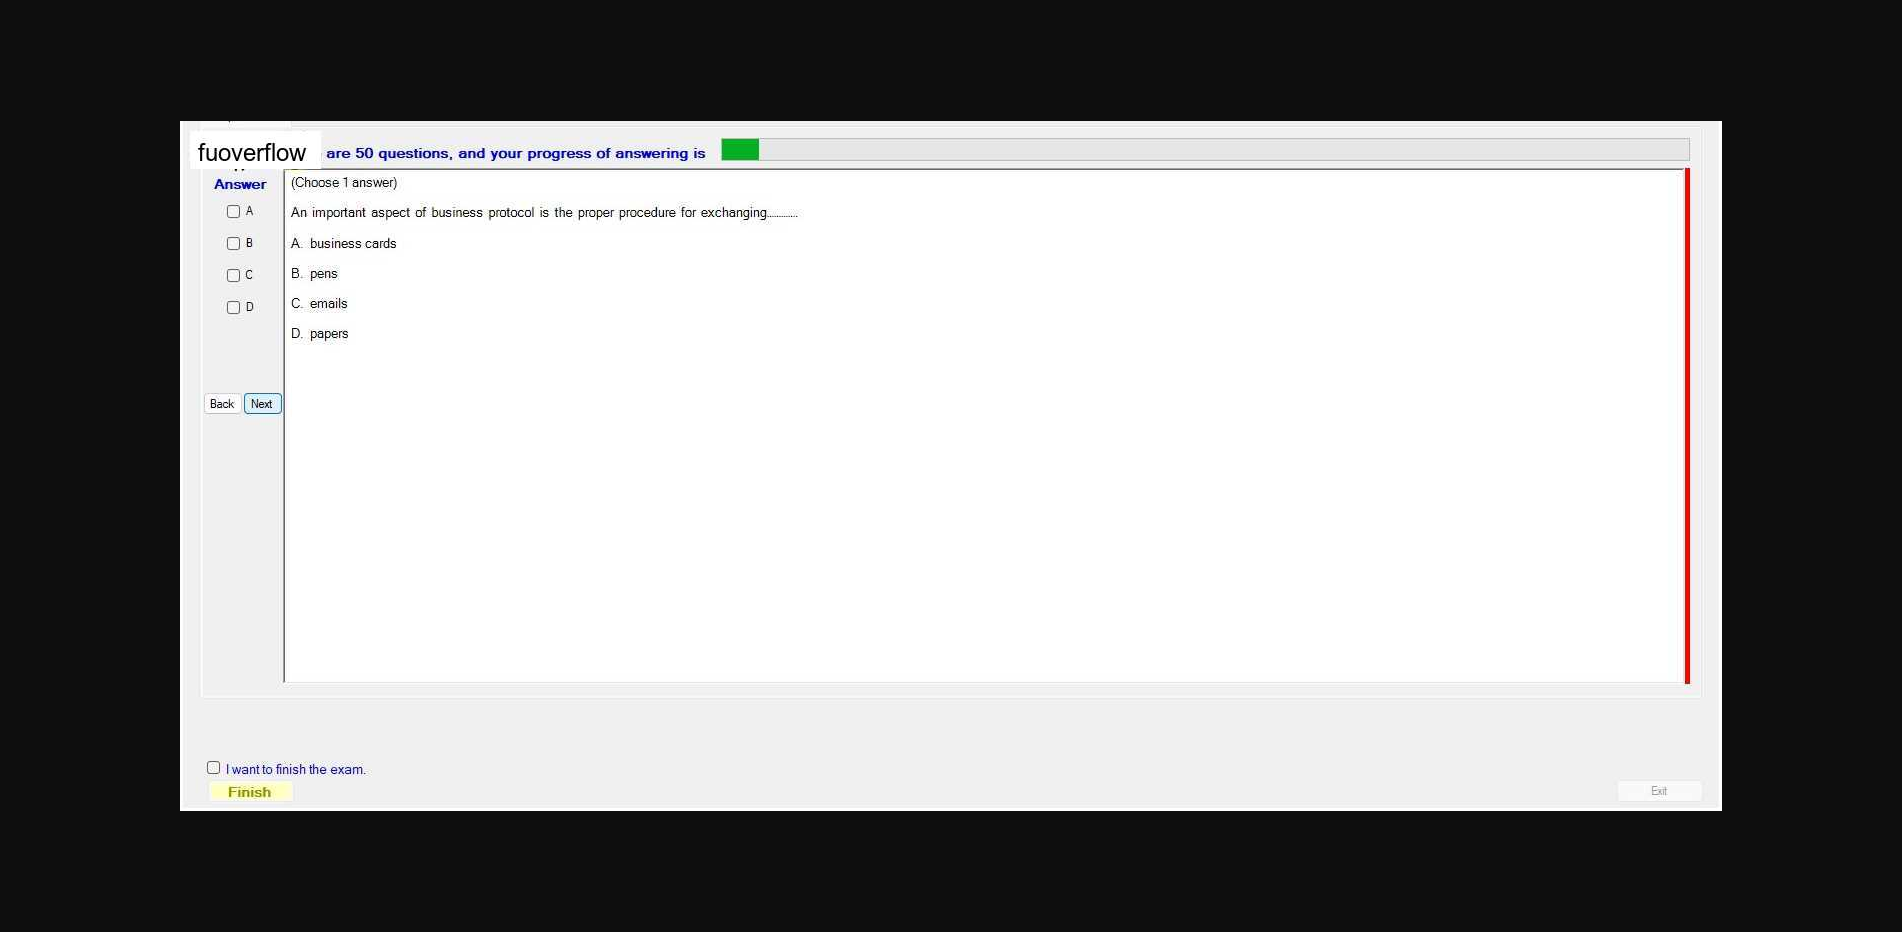 fuoverflow are 50 questions, and your progress of answering is
Answer
(Choose 1 answer)
A
An important aspect of business protocol is the proper procedure for exchanging............
B
A. business cards
C
B. pens
D
C. emails
D. papers
Back Next
I want to finish the exam.
Finish
Exit